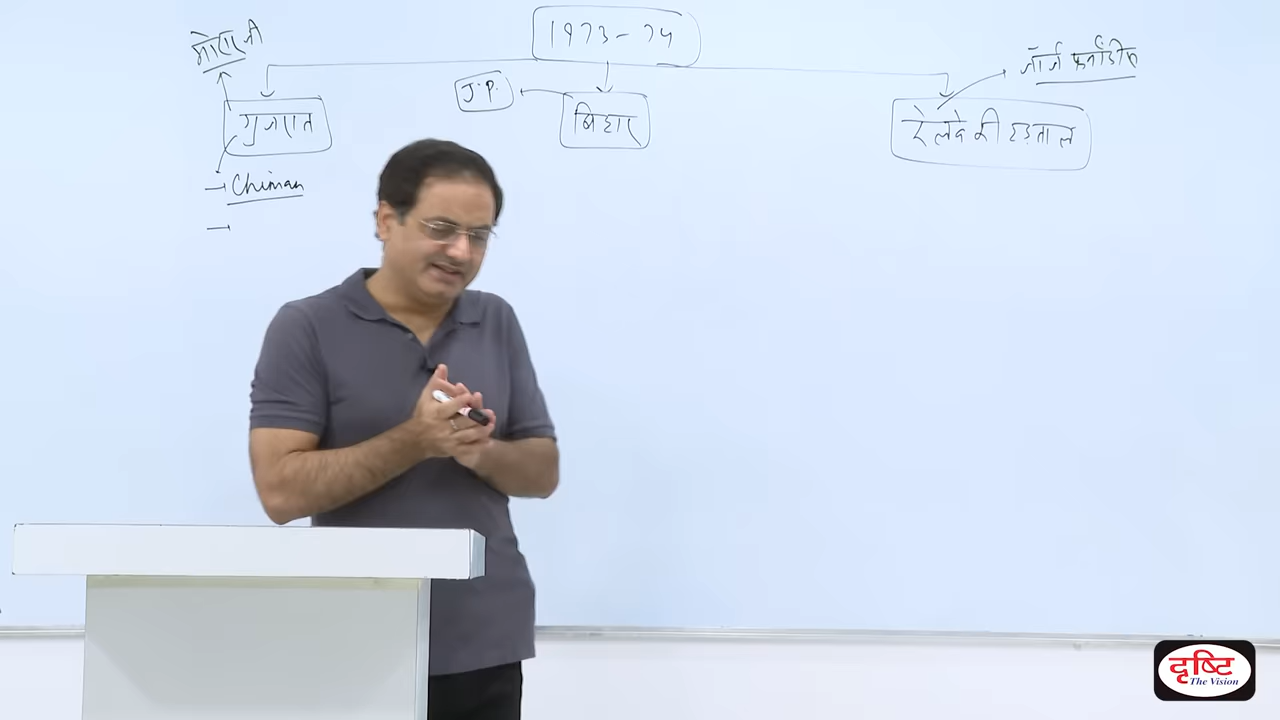 1973-74
मोरारजी
J.P.
जॉर्ज फर्नांडीस
गुजरात
बिहार
रेलवे की हड़ताल
→ Chiman
→
दृष्टि
The Vision